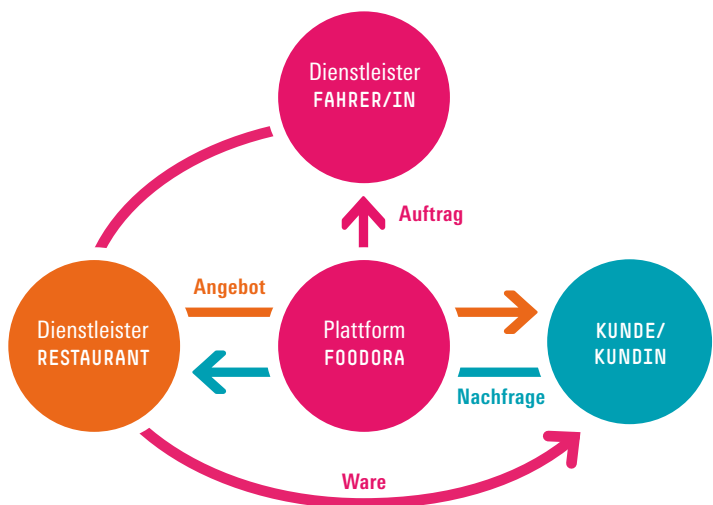 Dienstleister
FAHRER/IN
Auftrag
Angebot
Dienstleister
RESTAURANT
Plattform
FOODORA
KUNDE/
KUNDIN
Nachfrage
Ware